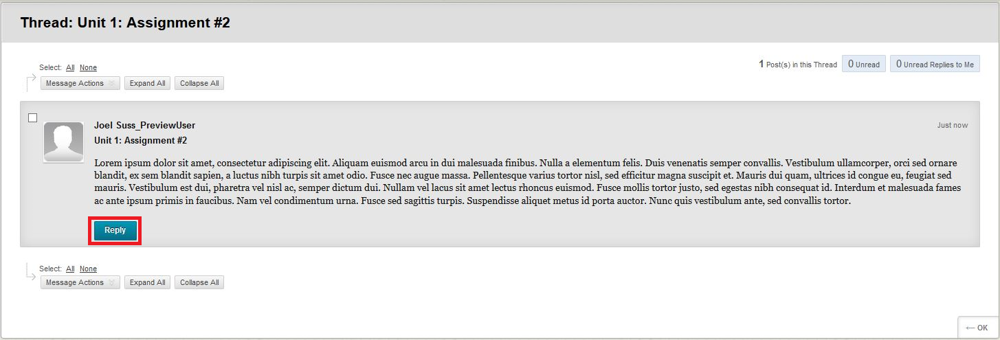 Thread: Unit 1: Assignment #2
Select: All None
1 Post(s) in this Thread 0 Unread 0 Unread Replies to Me
Message Actions Expand All Collapse All
Joel Suss_PreviewUser
Just now
Unit 1: Assignment #2
Lorem ipsum dolor sit amet, consectetur adipiscing elit. Aliquam euismod arcu in dui malesuada finibus. Nulla a elementum felis. Duis venenatis semper convallis. Vestibulum ullamcorper, orci sed ornare
blandit, ex sem blandit sapien, a luctus nibh turpis sit amet odio. Fusce nec augue massa. Pellentesque varius tortor nisl, sed efficitur magna suscipit et. Mauris dui quam, ultrices id congue eu, feugiat sed
mauris. Vestibulum est dui, pharetra vel nisl ac, semper dictum dui. Nullam vel lacus sit amet lectus rhoncus euismod. Fusce mollis tortor justo, sed egestas nibh consequat id. Interdum et malesuada fames
ac ante ipsum primis in faucibus. Nam vel condimentum urna. Fusce sed sagittis turpis. Suspendisse aliquet metus id porta auctor. Nunc quis vestibulum ante, sed convallis tortor.
Reply
Select: All None
Message Actions Expand All Collapse All
← OK